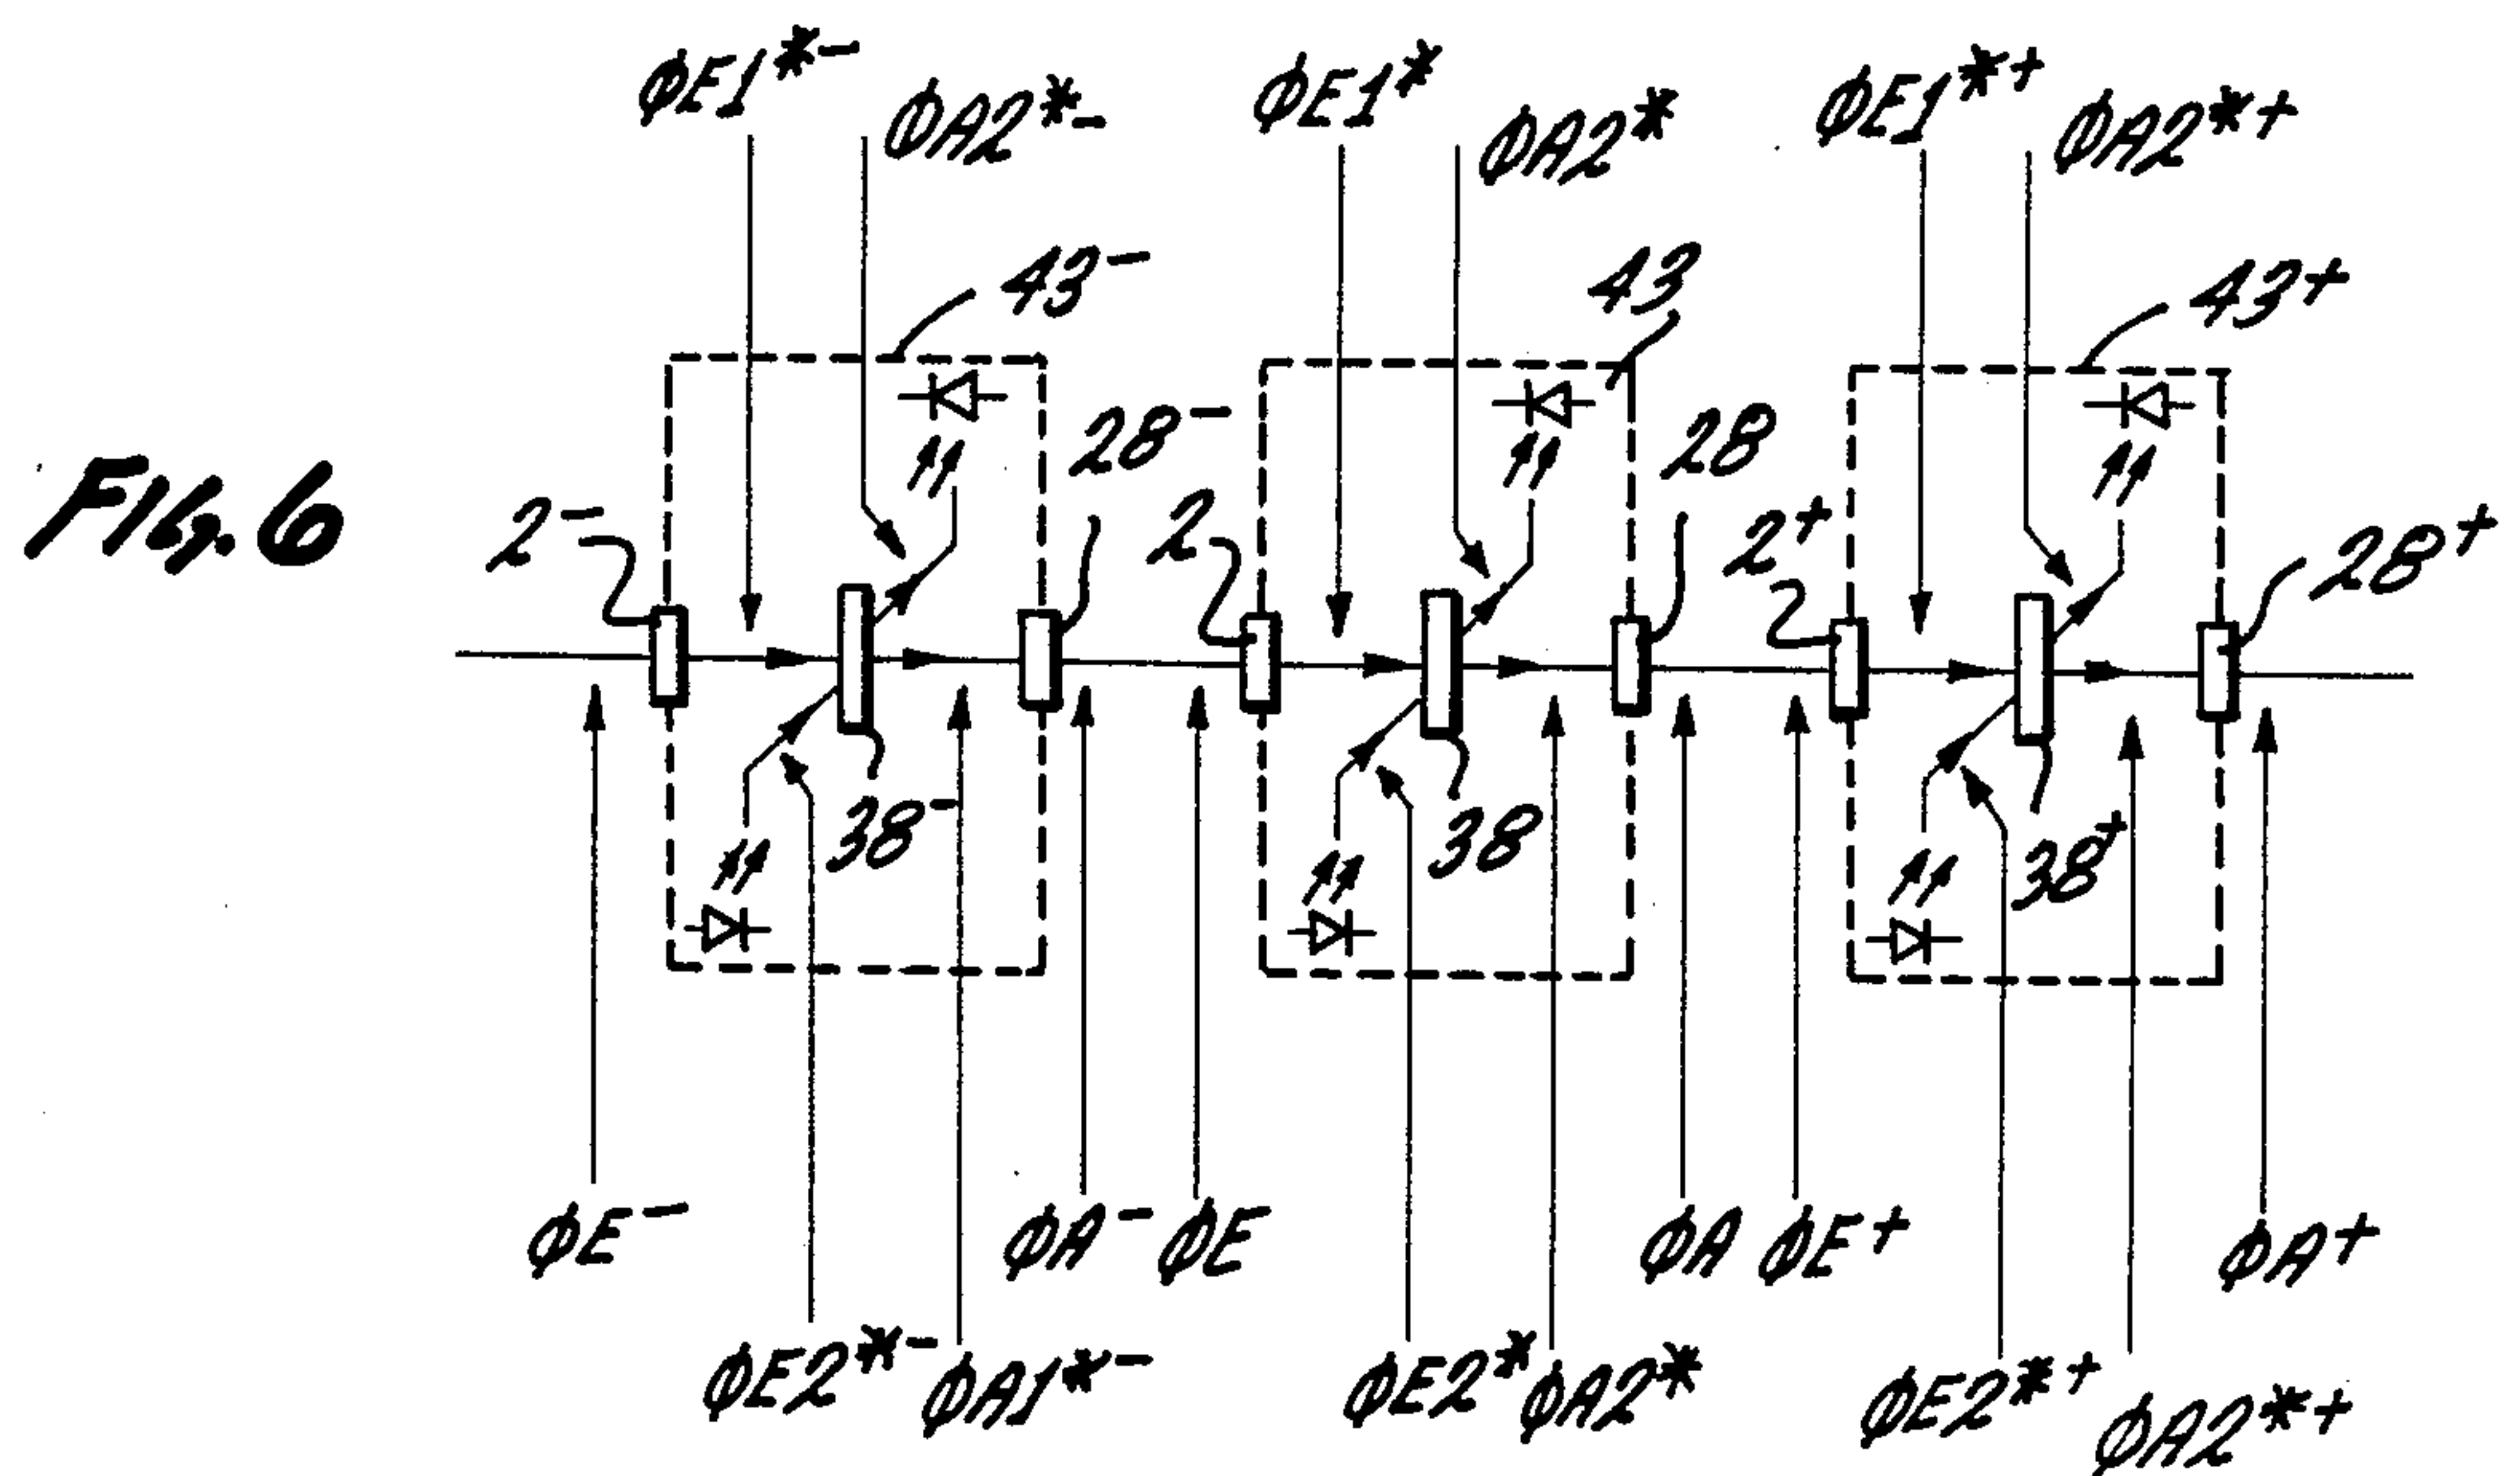 ΦE1*-
ΦA2*-
ΦE1*
ΦA2*
ΦE1*+
ΦA2*+
43-
43
43+
28-
28
28+
2-
2
2+
FIG. 6
38-
38
38+
ΦE-
ΦA-
ΦE
ΦA
ΦE+
ΦA+
ΦE2*-
ΦA1*-
ΦE2*
ΦA2*
ΦE2*+
ΦA2*+